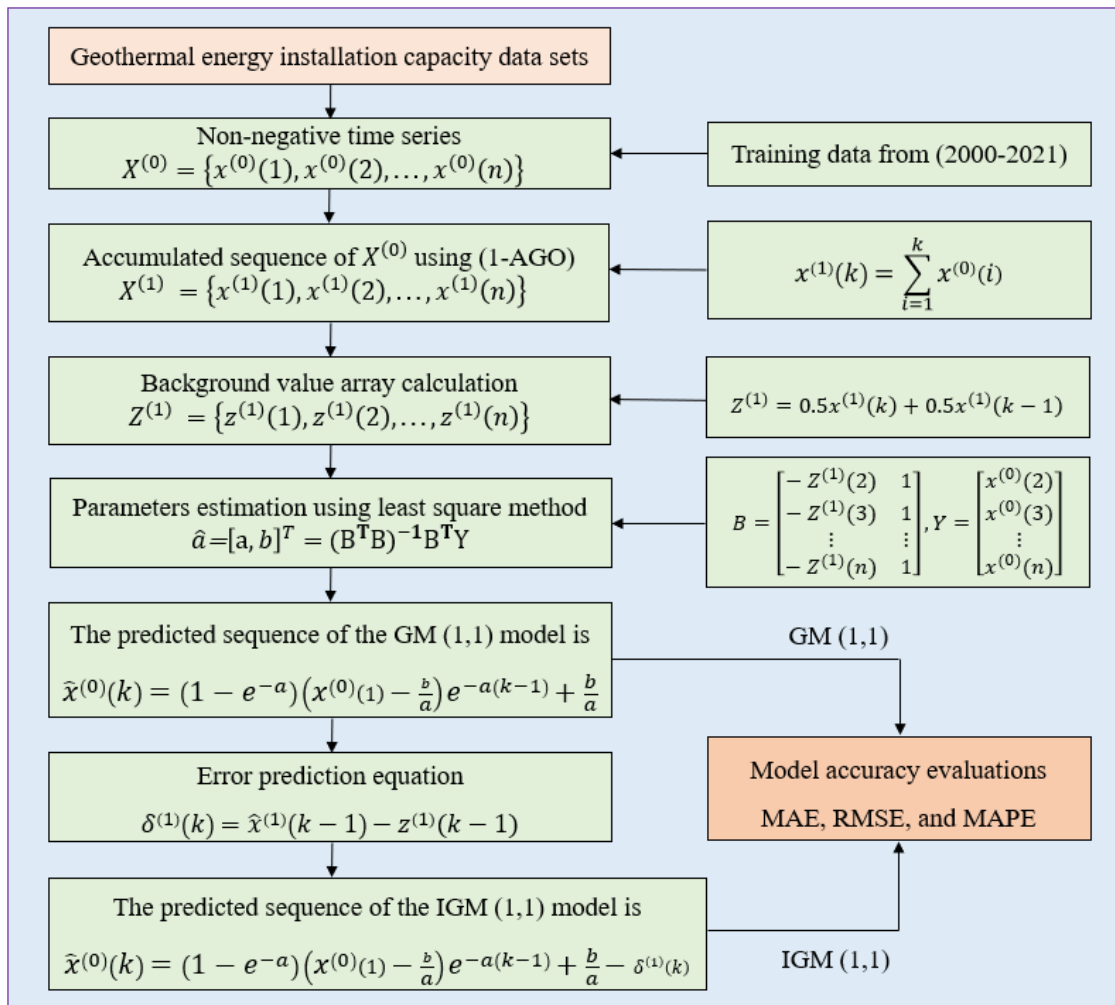 Geothermal energy installation capacity data sets
Non-negative time series
X⁽⁰⁾ = {x⁽⁰⁾(1), x⁽⁰⁾(2), …, x⁽⁰⁾(n)}
Training data from (2000-2021)
Accumulated sequence of X⁽⁰⁾ using (1-AGO)
X⁽¹⁾ = {x⁽¹⁾(1), x⁽¹⁾(2), …, x⁽¹⁾(n)}
x⁽¹⁾(k) = ∑_{i=1}^{k} x⁽⁰⁾(i)
Background value array calculation
Z⁽¹⁾ = {z⁽¹⁾(1), z⁽¹⁾(2), …, z⁽¹⁾(n)}
Z⁽¹⁾ = 0.5x⁽¹⁾(k) + 0.5x⁽¹⁾(k − 1)
Parameters estimation using least square method
â=[a, b]ᵀ = (BᵀB)⁻¹BᵀY
B = [− Z⁽¹⁾(2) 1; − Z⁽¹⁾(3) 1; ⋮ ⋮; − Z⁽¹⁾(n) 1], Y = [x⁽⁰⁾(2); x⁽⁰⁾(3); ⋮; x⁽⁰⁾(n)]
The predicted sequence of the GM (1,1) model is
x̂⁽⁰⁾(k) = (1 − e^{−a})(x⁽⁰⁾(1) − b/a)e^{−a(k−1)} + b/a
GM (1,1)
Error prediction equation
δ⁽¹⁾(k) = x̂⁽¹⁾(k − 1) − z⁽¹⁾(k − 1)
Model accuracy evaluations
MAE, RMSE, and MAPE
The predicted sequence of the IGM (1,1) model is
x̂⁽⁰⁾(k) = (1 − e^{−a})(x⁽⁰⁾(1) − b/a)e^{−a(k−1)} + b/a − δ⁽¹⁾(k)
IGM (1,1)